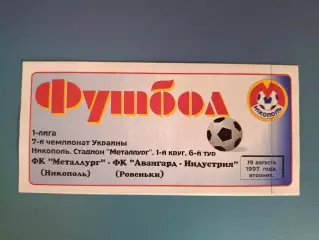 Футбол
НИКОПОЛЬ
1-лига
7-й чемпионат Украины
Никополь. Стадион "Металлург". 1-й круг, 6-й тур
ФК "Металлург" - ФК "Авангард - Индустрия"
(Никополь) (Ровеньки)
19 августа
1997 года,
вторник.